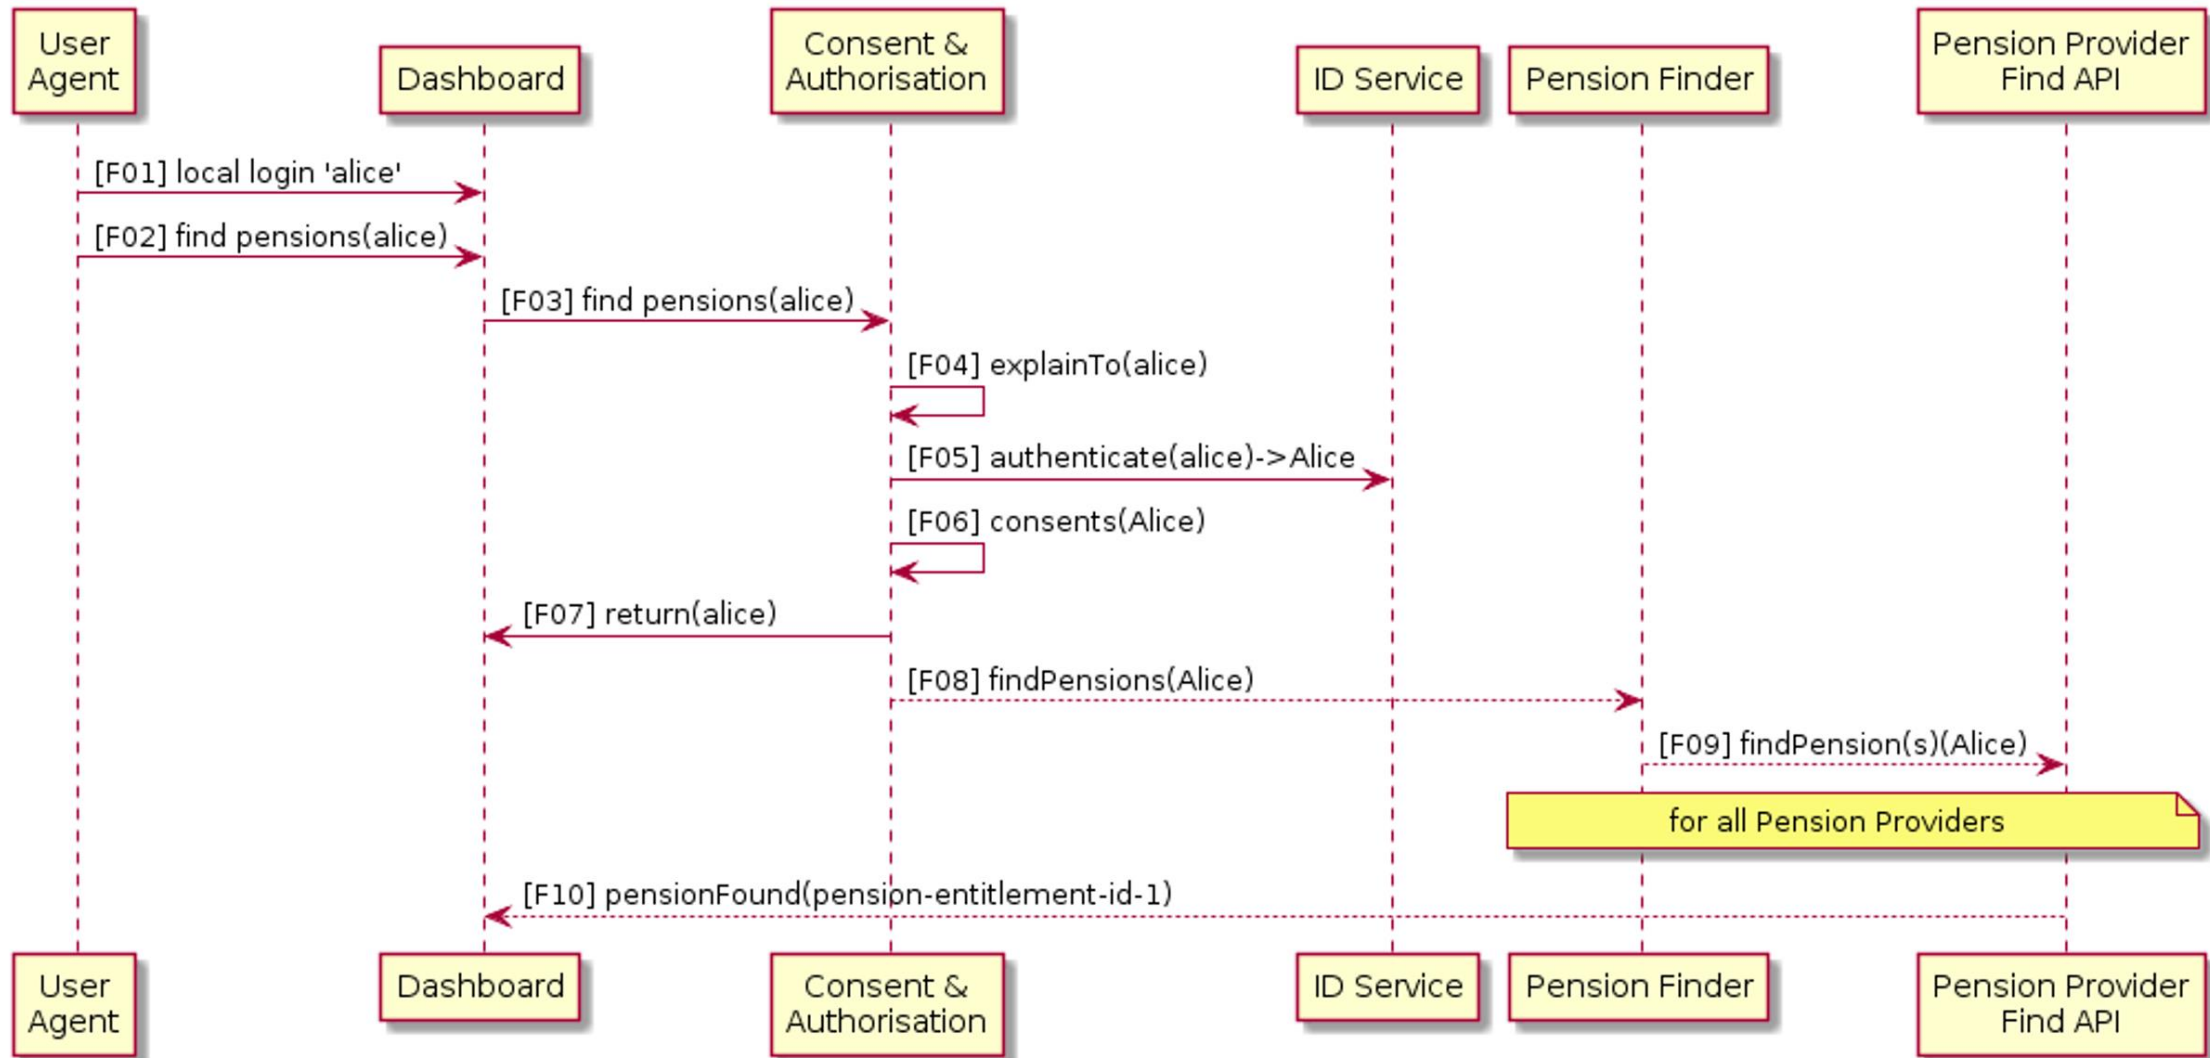 User
Agent
Dashboard
Consent &
Authorisation
ID Service
Pension Finder
Pension Provider
Find API
[F01] local login 'alice'
[F02] find pensions(alice)
[F03] find pensions(alice)
[F04] explainTo(alice)
[F05] authenticate(alice)->Alice
[F06] consents(Alice)
[F07] return(alice)
[F08] findPensions(Alice)
[F09] findPension(s)(Alice)
for all Pension Providers
[F10] pensionFound(pension-entitlement-id-1)
User
Agent
Dashboard
Consent &
Authorisation
ID Service
Pension Finder
Pension Provider
Find API